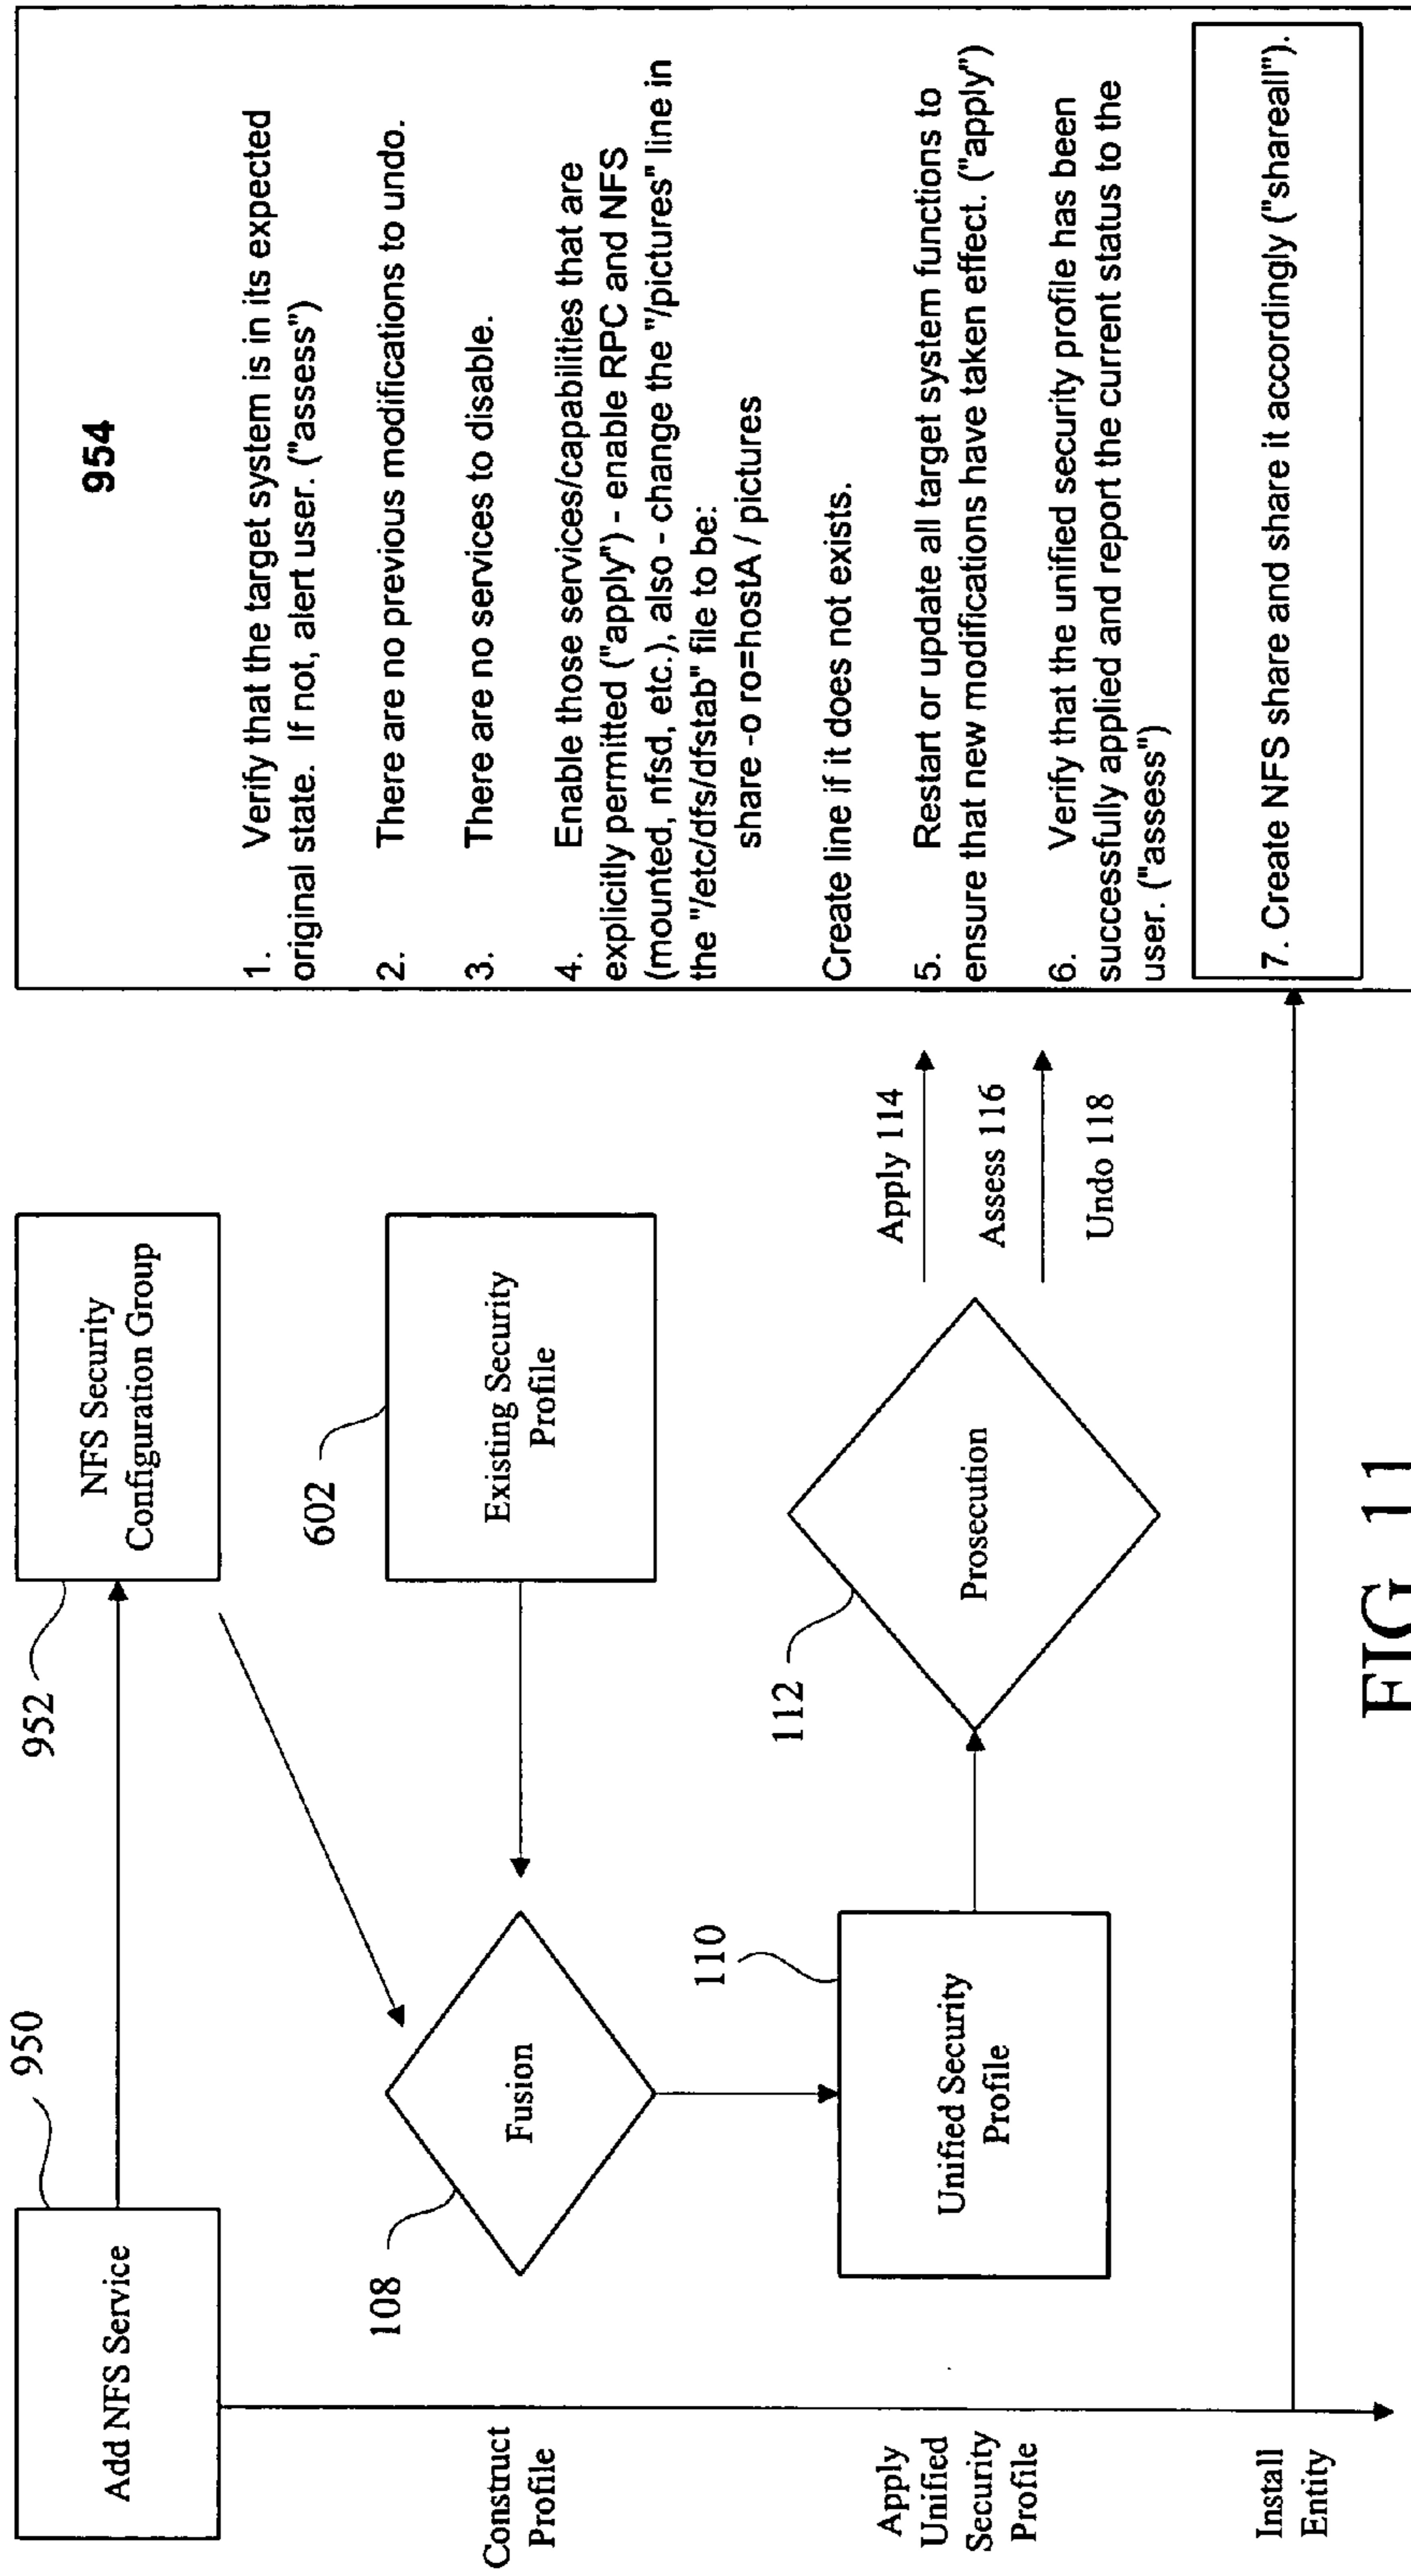 950
Add NFS Service
952
NFS Security
Configuration Group
Construct
Profile
108
Fusion
602
Existing Security
Profile
Apply
Unified
Security
Profile
110
Unified Security
Profile
112
Prosecution
Apply 114
Assess 116
Undo 118
Install
Entity
954
1. Verify that the target system is in its expected
original state. If not, alert user. ("assess")
2. There are no previous modifications to undo.
3. There are no services to disable.
4. Enable those services/capabilities that are
explicitly permitted ("apply") - enable RPC and NFS
(mounted, nfsd, etc.), also - change the "/pictures" line in
the "/etc/dfs/dfstab" file to be:
share -o ro=hostA / pictures
Create line if it does not exists.
5. Restart or update all target system functions to
ensure that new modifications have taken effect. ("apply")
6. Verify that the unified security profile has been
successfully applied and report the current status to the
user. ("assess")
7. Create NFS share and share it accordingly ("shareall").
FIG. 11